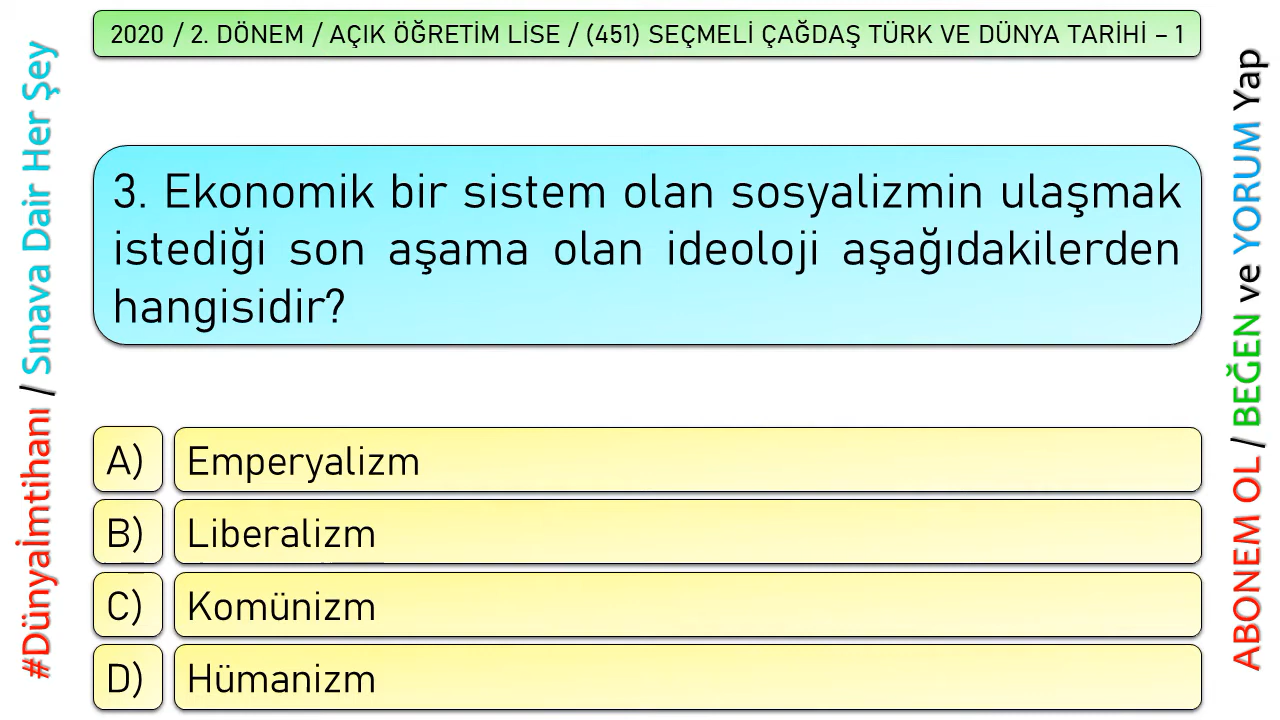 2020 / 2. DÖNEM / AÇIK ÖĞRETİM LİSE / (451) SEÇMELİ ÇAĞDAŞ TÜRK VE DÜNYA TARİHİ – 1
#Dünyaİmtihanı / Sınava Dair Her Şey
3. Ekonomik bir sistem olan sosyalizmin ulaşmak
istediği son aşama olan ideoloji aşağıdakilerden
hangisidir?
A) Emperyalizm
B) Liberalizm
C) Komünizm
D) Hümanizm
ABONEM OL / BEĞEN ve YORUM Yap